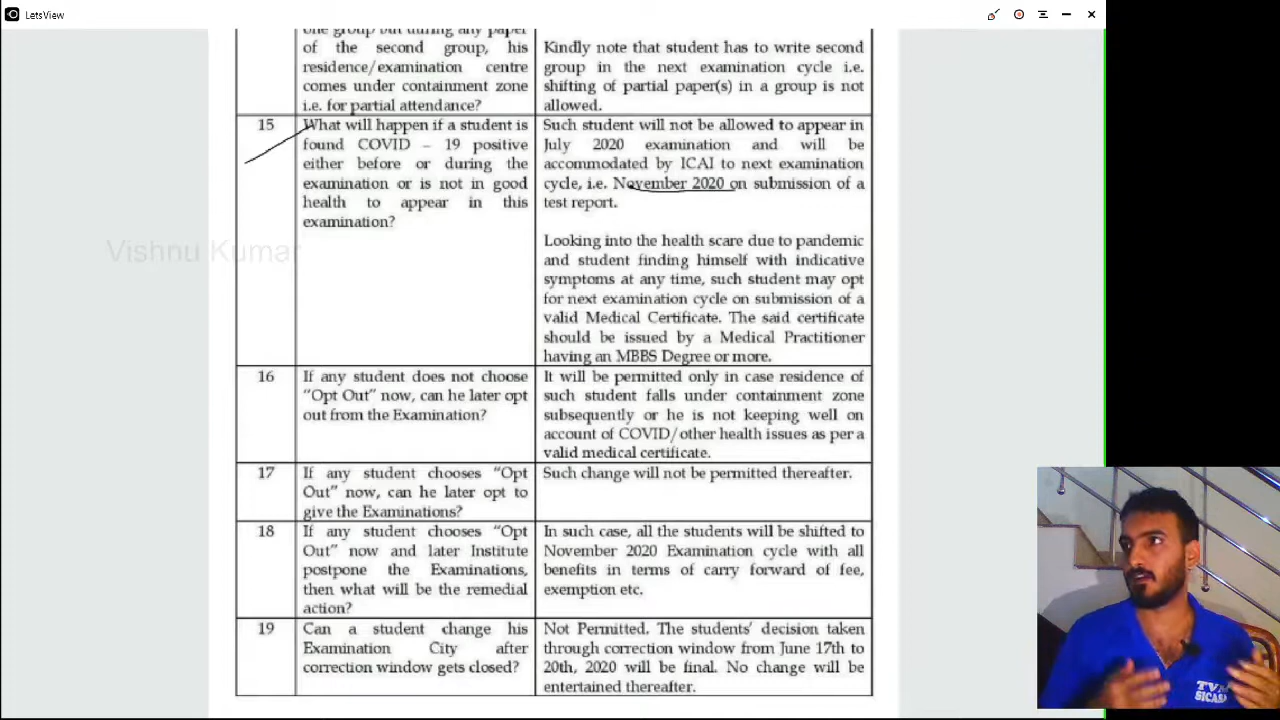 LetsView
one group but during any paper
of the second group, his
residence/examination centre
comes under containment zone
i.e. for partial attendance?
Kindly note that student has to write second
group in the next examination cycle i.e.
shifting of partial paper(s) in a group is not
allowed.
15
What will happen if a student is
found COVID – 19 positive
either before or during the
examination or is not in good
health to appear in this
examination?
Such student will not be allowed to appear in
July 2020 examination and will be
accommodated by ICAI to next examination
cycle, i.e. November 2020 on submission of a
test report.
Looking into the health scare due to pandemic
and student finding himself with indicative
symptoms at any time, such student may opt
for next examination cycle on submission of a
valid Medical Certificate. The said certificate
should be issued by a Medical Practitioner
having an MBBS Degree or more.
Vishnu Kumar
16
If any student does not choose
"Opt Out" now, can he later opt
out from the Examination?
It will be permitted only in case residence of
such student falls under containment zone
subsequently or he is not keeping well on
account of COVID/other health issues as per a
valid medical certificate.
17
If any student chooses "Opt
Out" now, can he later opt to
give the Examinations?
Such change will not be permitted thereafter.
18
If any student chooses "Opt
Out" now and later Institute
postpone the Examinations,
then what will be the remedial
action?
In such case, all the students will be shifted to
November 2020 Examination cycle with all
benefits in terms of carry forward of fee,
exemption etc.
19
Can a student change his
Examination City after
correction window gets closed?
Not Permitted. The students' decision taken
through correction window from June 17th to
20th, 2020 will be final. No change will be
entertained thereafter.
TVM
SICASA